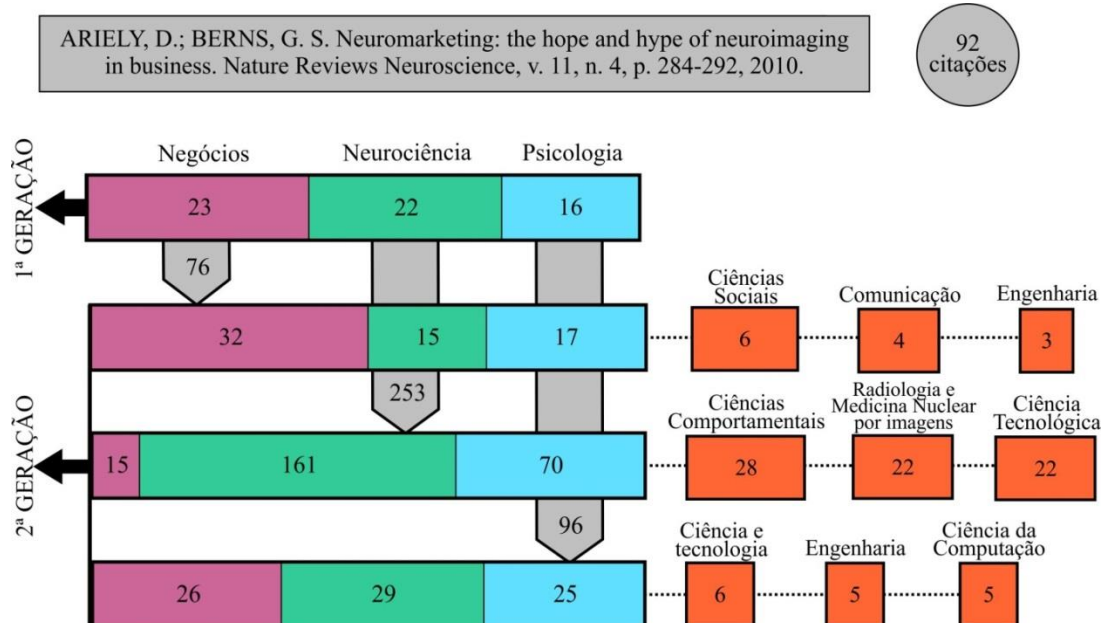 ARIELY, D.; BERNS, G. S. Neuromarketing: the hope and hype of neuroimaging
in business. Nature Reviews Neuroscience, v. 11, n. 4, p. 284-292, 2010.
92
citações
1ª GERAÇÃO
Negócios
Neurociência
Psicologia
23
22
16
76
32
15
17
Ciências
Sociais
6
Comunicação
4
Engenharia
3
253
2ª GERAÇÃO
15
161
70
Ciências
Comportamentais
28
Radiologia e
Medicina Nuclear
por imagens
22
Ciência
Tecnológica
22
96
26
29
25
Ciência e
tecnologia
6
Engenharia
5
Ciência da
Computação
5